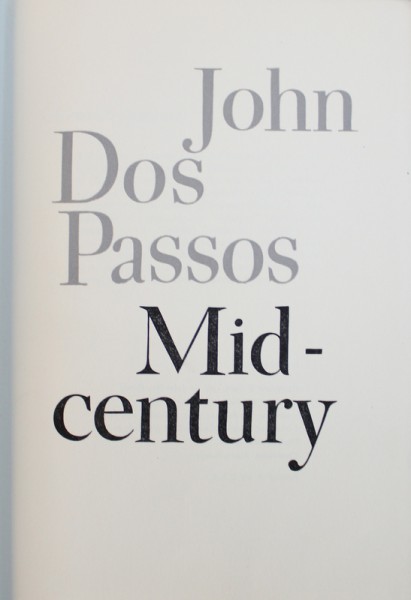 John
Dos
Passos
Mid-
century